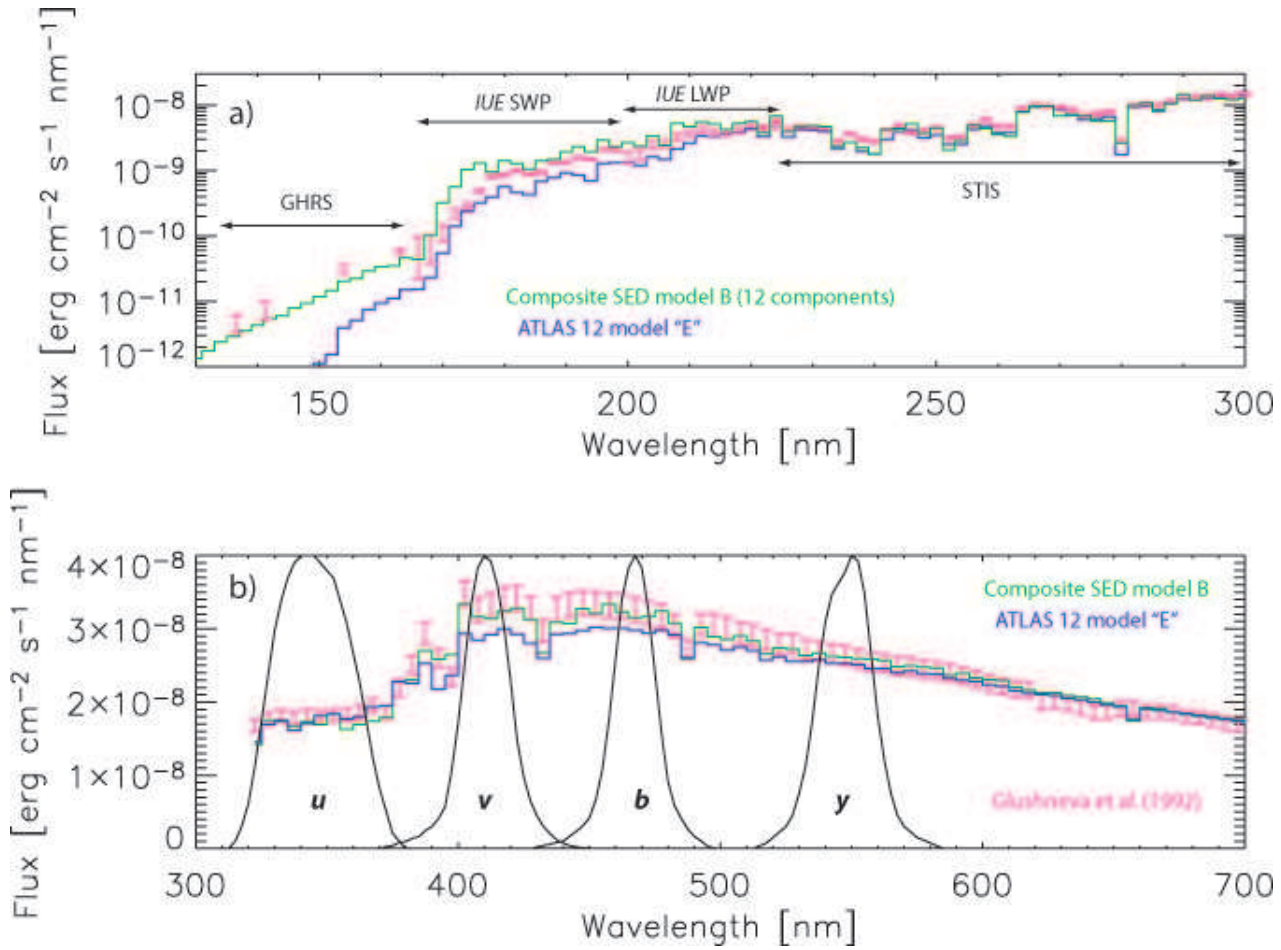 Flux [erg cm⁻² s⁻¹ nm⁻¹]
10⁻⁸
10⁻⁹
10⁻¹⁰
10⁻¹¹
10⁻¹²
a)
IUE SWP
IUE LWP
GHRS
STIS
Composite SED model B (12 components)
ATLAS 12 model "E"
150 200 250 300
Wavelength [nm]
Flux [erg cm⁻² s⁻¹ nm⁻¹]
4×10⁻⁸
3×10⁻⁸
2×10⁻⁸
1×10⁻⁸
0
b)
Composite SED model B
ATLAS 12 model "E"
u v b y
Glushneva et al. (1992)
300 400 500 600 700
Wavelength [nm]